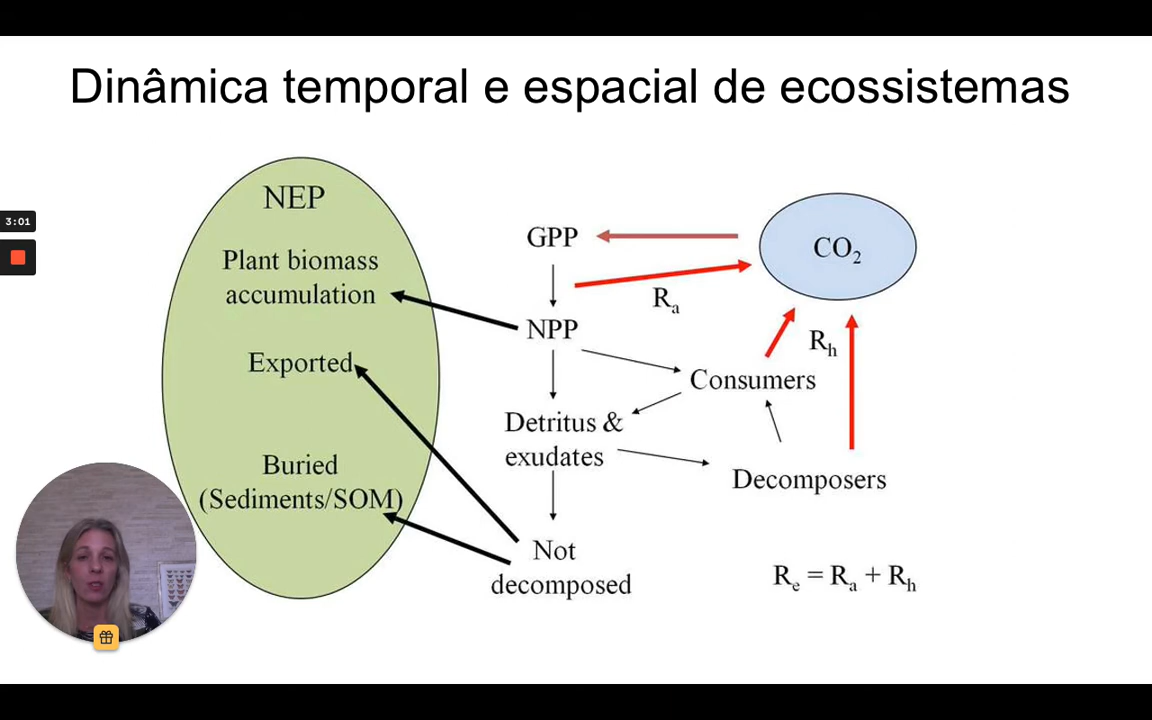 Dinâmica temporal e espacial de ecossistemas
NEP
Plant biomass
accumulation
Exported
Buried
(Sediments/SOM)
GPP
CO₂
Rₐ
NPP
Rₕ
Consumers
Detritus &
exudates
Decomposers
Not
decomposed
Rₑ = Rₐ + Rₕ
3:01